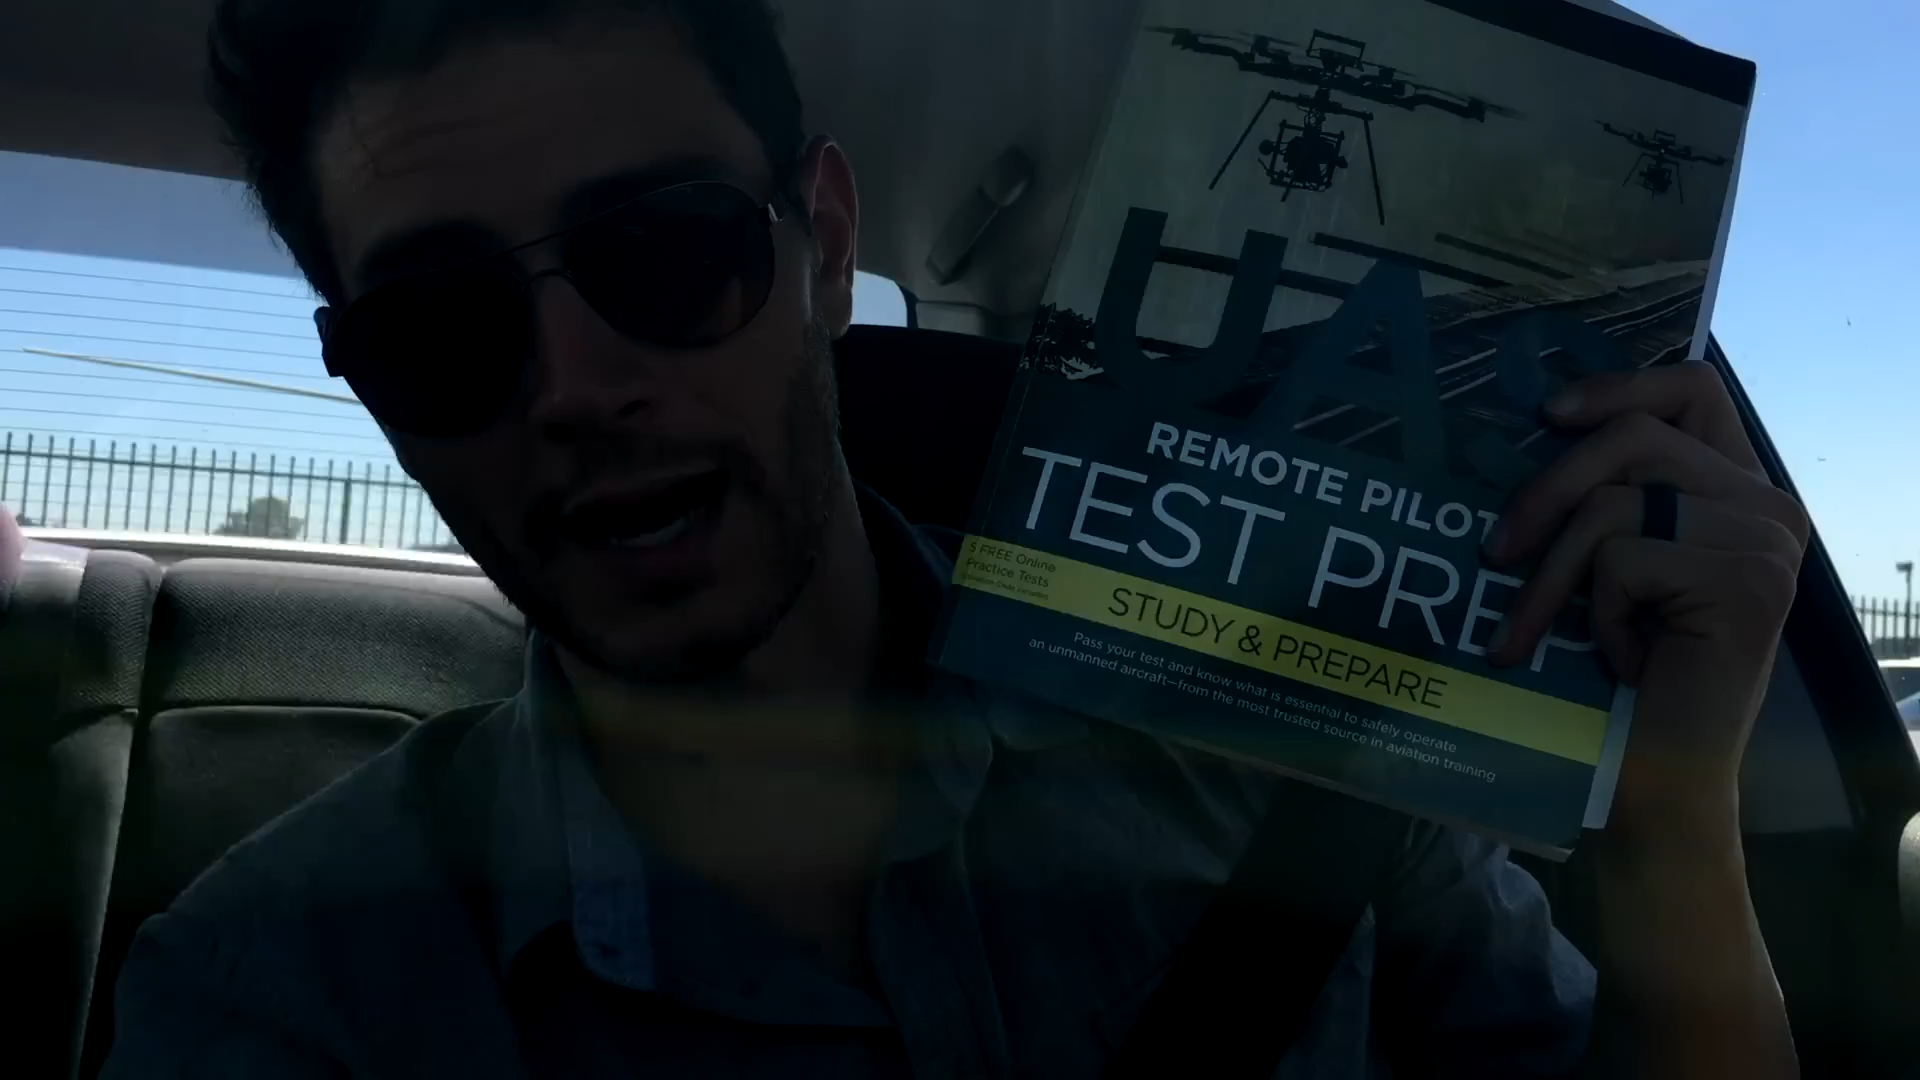 UAS
REMOTE PILOT
TEST PREP
5 FREE Online
Practice Tests
STUDY & PREPARE
Pass your test and know what is essential to safely operate
an unmanned aircraft—from the most trusted source in aviation training